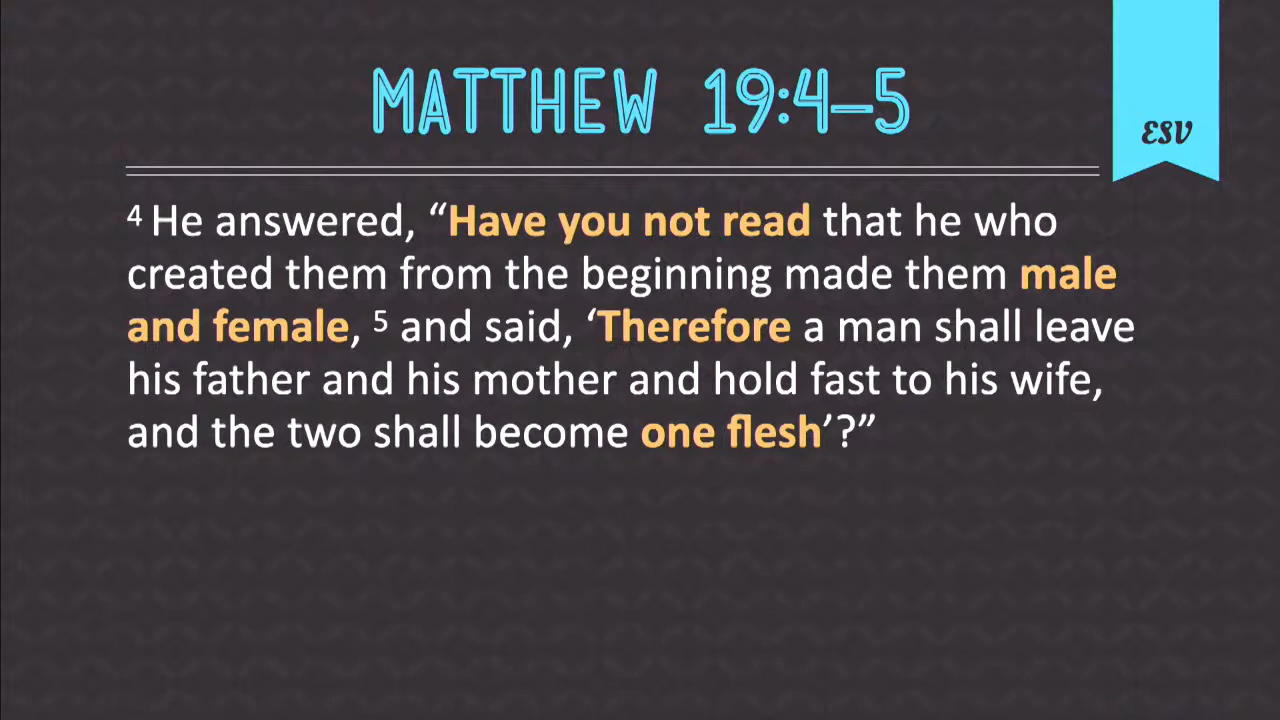 MATTHEW 19:4–5
ESV
4 He answered, “Have you not read that he who
created them from the beginning made them male
and female, 5 and said, ‘Therefore a man shall leave
his father and his mother and hold fast to his wife,
and the two shall become one flesh’?”